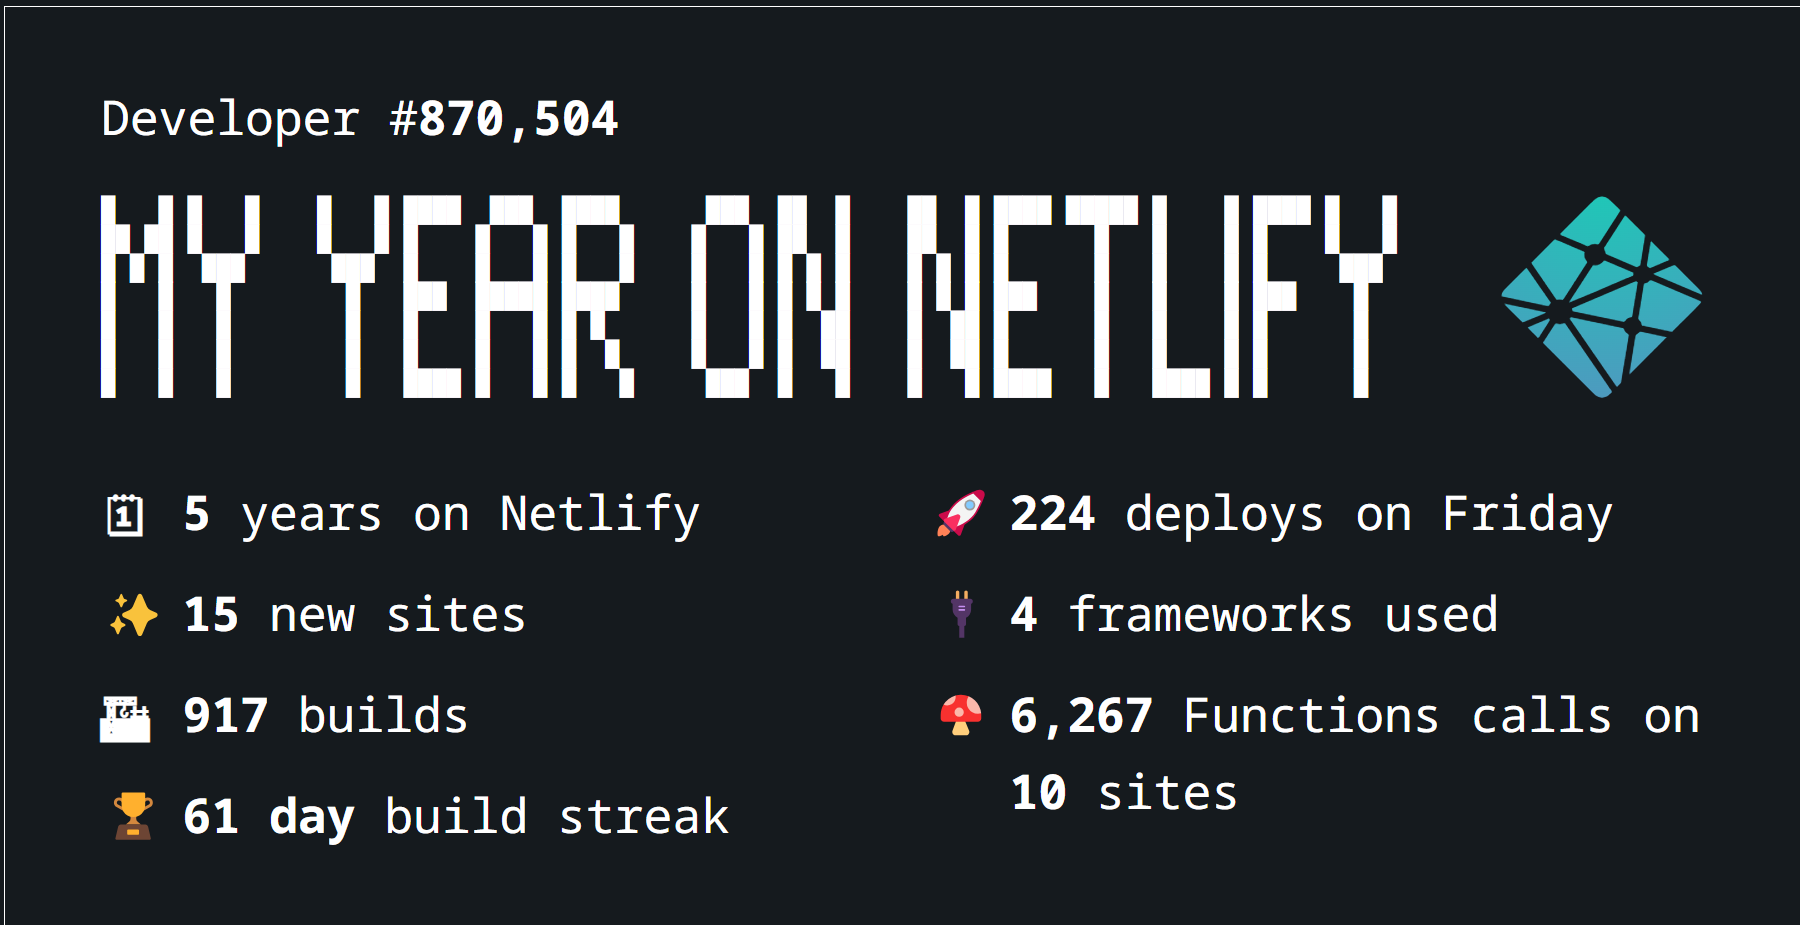 Developer #870,504
MY YEAR ON NETLIFY
5 years on Netlify
15 new sites
917 builds
61 day build streak
224 deploys on Friday
4 frameworks used
6,267 Functions calls on
10 sites